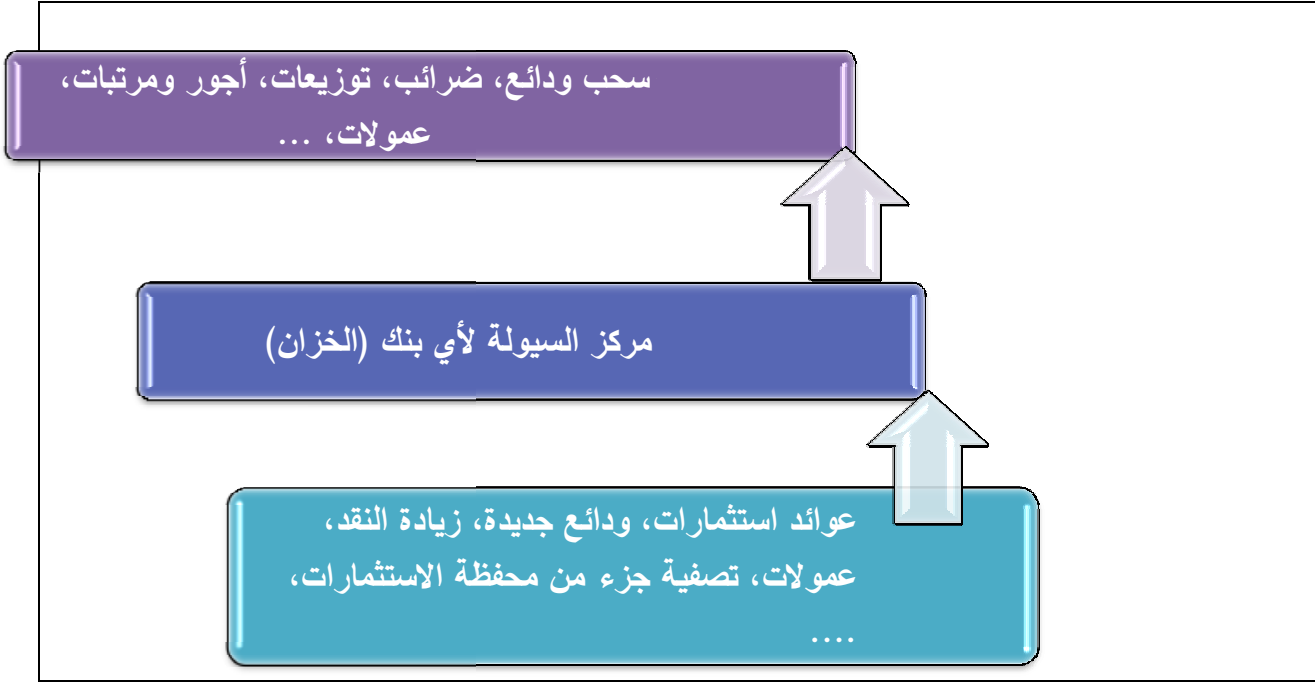 سحب ودائع، ضرائب، توزيعات، أجور ومرتبات،
عمولات، ...
مركز السيولة لأي بنك (الخزان)
عوائد استثمارات، ودائع جديدة، زيادة النقد،
عمولات، تصفية جزء من محفظة الاستثمارات،
....